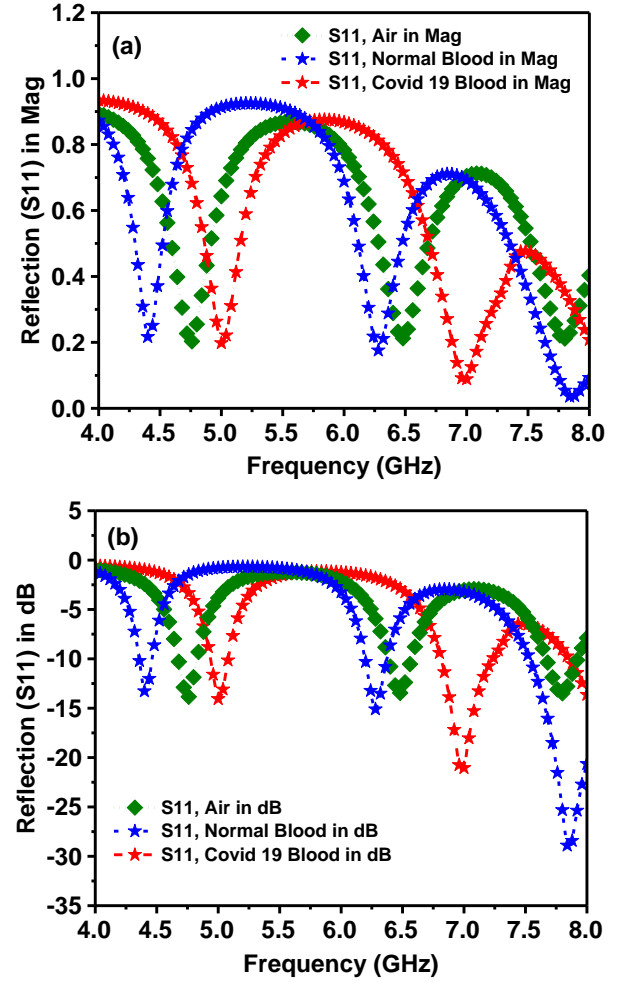 (a)
S11, Air in Mag
S11, Normal Blood in Mag
S11, Covid 19 Blood in Mag
Reflection (S11) in Mag
1.2
1.0
0.8
0.6
0.4
0.2
0.0
4.0 4.5 5.0 5.5 6.0 6.5 7.0 7.5 8.0
Frequency (GHz)
(b)
Reflection (S11) in dB
5
0
-5
-10
-15
-20
-25
-30
-35
S11, Air in dB
S11, Normal Blood in dB
S11, Covid 19 Blood in dB
4.0 4.5 5.0 5.5 6.0 6.5 7.0 7.5 8.0
Frequency (GHz)